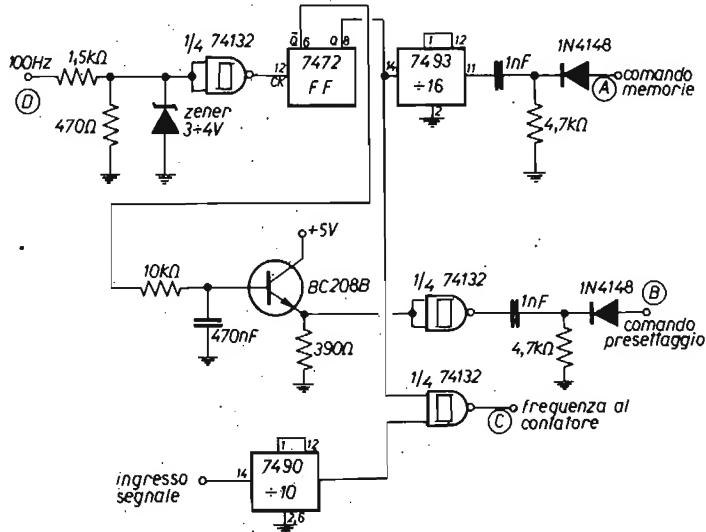 1/4 74132
Q̄ 6 Q 8
7472
FF
12
CK
100Hz
D
1,5kΩ
470Ω
zener
3÷4V
1 12
14
7493
÷16
11
2
1nF
1N4148
A
comando
memorie
4,7kΩ
+5V
10kΩ
BC208B
470nF
390Ω
1/4 74132
1nF
1N4148
B
comando
presettaggio
4,7kΩ
1/4 74132
C
frequenza al
contatore
ingresso
segnale
14
1 12
7490
÷10
2,6